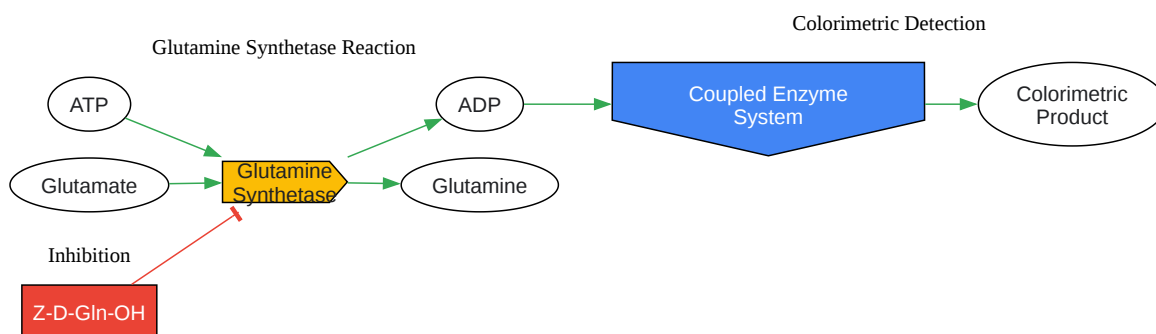 Colorimetric Detection
Glutamine Synthetase Reaction
ATP
ADP
Coupled Enzyme
System
Colorimetric
Product
Glutamate
Glutamine
Synthetase
Glutamine
Inhibition
Z-D-Gln-OH